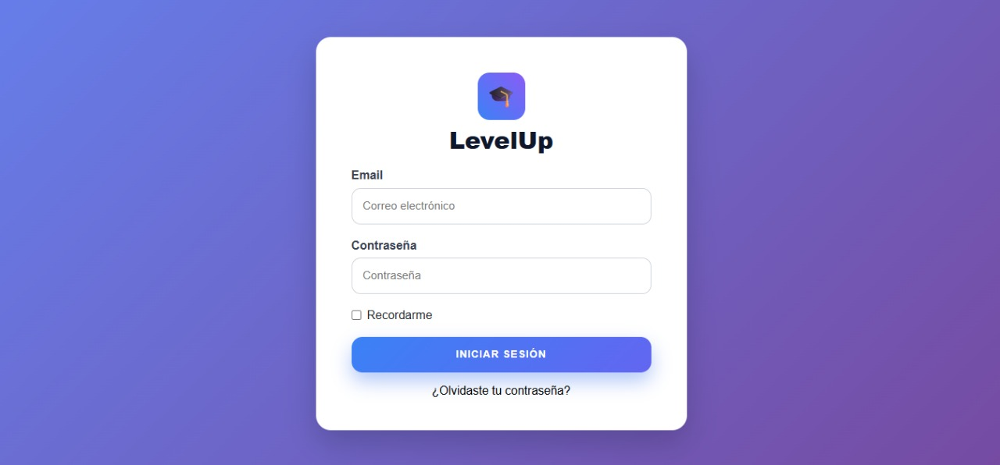 LevelUp
Email
Correo electrónico
Contraseña
Contraseña
Recordarme
INICIAR SESIÓN
¿Olvidaste tu contraseña?